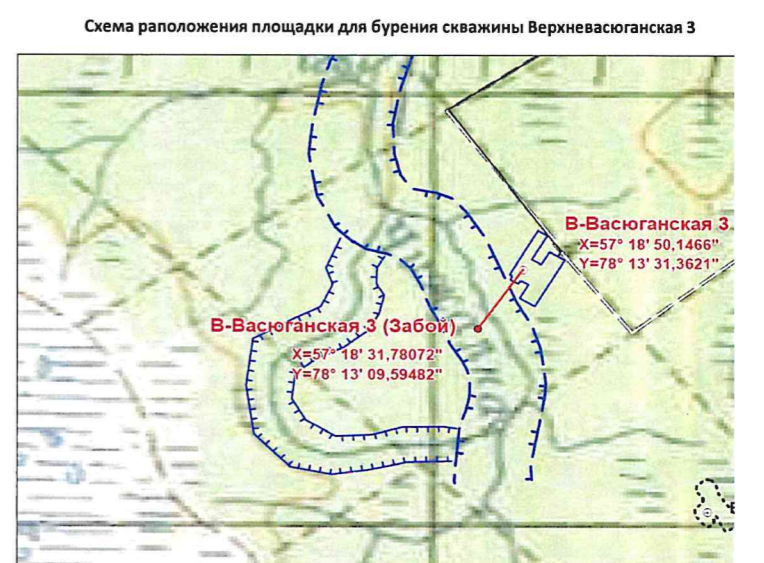 Схема раположения площадки для бурения скважины Верхневасюганская 3
В-Васюганская 3
X=57° 18' 50,1466"
Y=78° 13' 31,3621"
В-Васюганская 3 (Забой)
X=57° 18' 31,78072"
Y=78° 13' 09,59482"